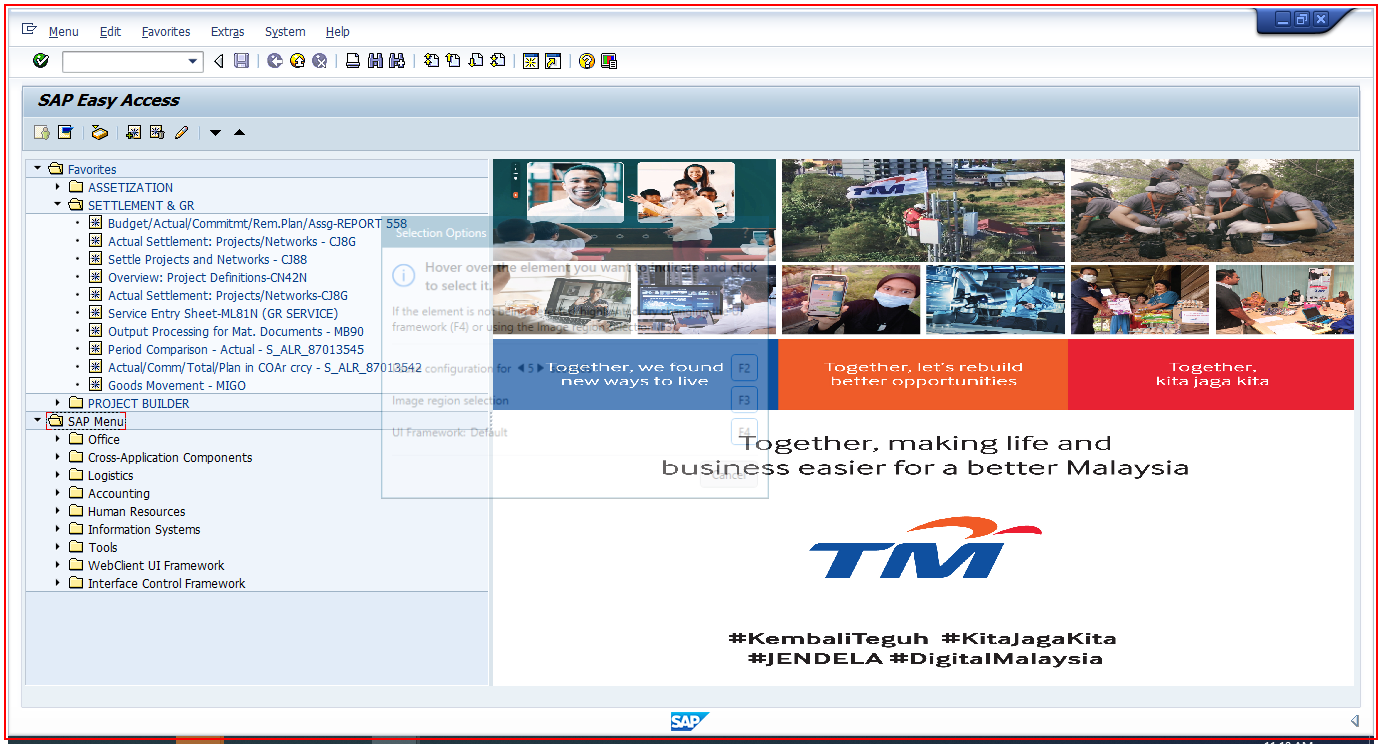 Menu Edit Favorites Extras System Help
SAP Easy Access
Favorites
ASSETIZATION
SETTLEMENT & GR
Budget/Actual/Commitmt/Rem.Plan/Assg-REPORT 558
Actual Settlement: Projects/Networks - CJ8G
Settle Projects and Networks - CJ88
Overview: Project Definitions-CN42N
Actual Settlement: Projects/Networks-CJ8G
Service Entry Sheet-ML81N (GR SERVICE)
Output Processing for Mat. Documents - MB90
Period Comparison - Actual - S_ALR_87013545
Actual/Comm/Total/Plan in COAr crcy - S_ALR_87013542
Goods Movement - MIGO
PROJECT BUILDER
SAP Menu
Office
Cross-Application Components
Logistics
Accounting
Human Resources
Information Systems
Tools
WebClient UI Framework
Interface Control Framework
Selection Options
Hover over the element you want to indicate and click
to select it.
If the element is not being
framework (F4) or using the image region selection
configuration for 5
F2
Image region selection
F3
UI Framework: Default
F4
Cancel
TM
Together, we found
new ways to live
Together, let's rebuild
better opportunities
Together,
kita jaga kita
Together, making life and
business easier for a better Malaysia
TM
#KembaliTeguh #KitaJagaKita
#JENDELA #DigitalMalaysia
SAP